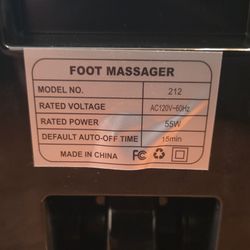 FOOT MASSAGER
MODEL NO. 212
RATED VOLTAGE AC120V~60Hz
RATED POWER 55W
DEFAULT AUTO-OFF TIME 15min
MADE IN CHINA FC